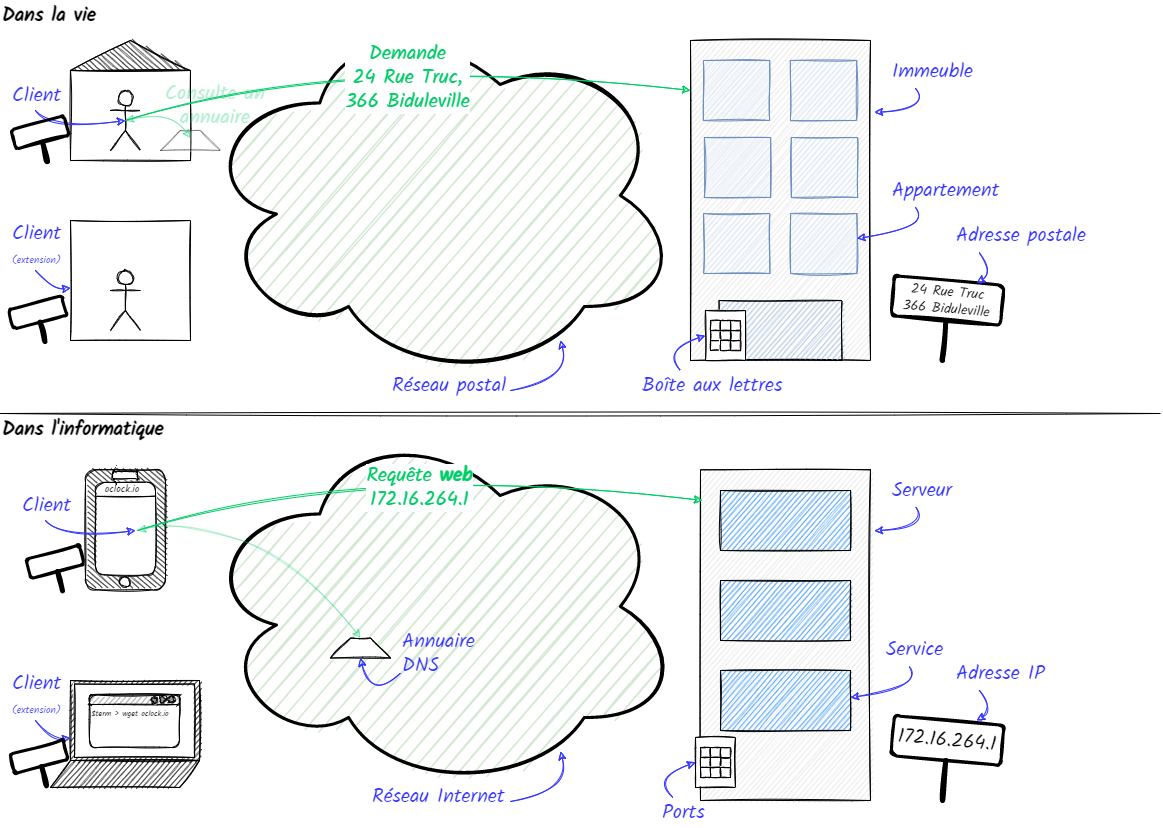 Dans la vie
Client
Consulte un
annuaire
Demande
24 Rue Truc,
366 Biduleville
Immeuble
Appartement
Adresse postale
24 Rue Truc
366 Biduleville
Client
(extension)
Réseau postal
Boîte aux lettres
Dans l'informatique
Client
oclock.io
Requête web
172.16.264.1
Serveur
Annuaire
DNS
Service
Adresse IP
172.16.264.1
Client
(extension)
$term > wget oclock.io
Réseau Internet
Ports